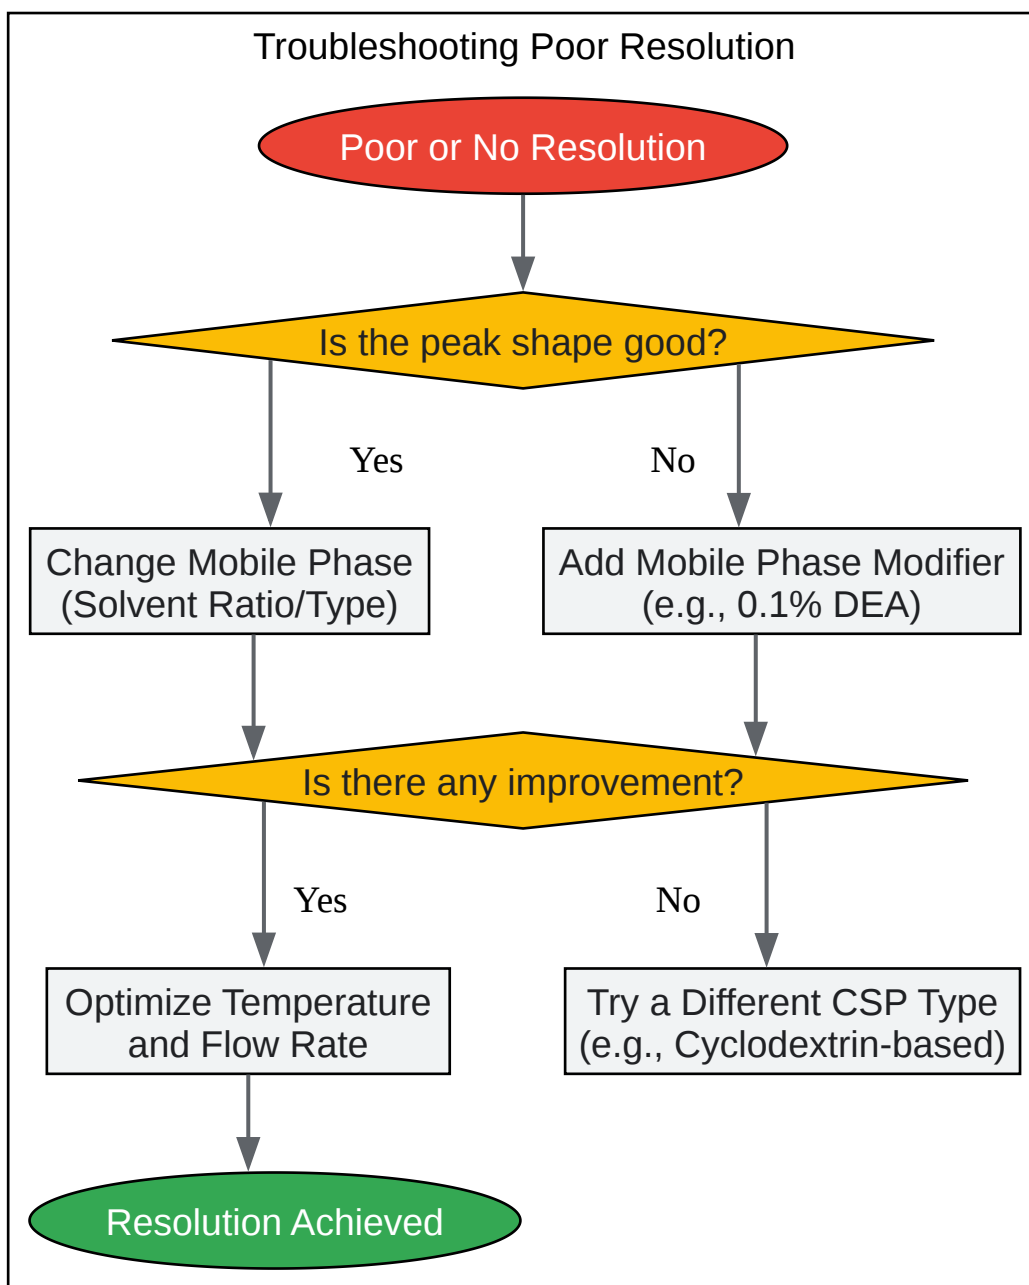 Troubleshooting Poor Resolution
Poor or No Resolution
Is the peak shape good?
Yes
No
Change Mobile Phase
(Solvent Ratio/Type)
Add Mobile Phase Modifier
(e.g., 0.1% DEA)
Is there any improvement?
Yes
No
Optimize Temperature
and Flow Rate
Try a Different CSP Type
(e.g., Cyclodextrin-based)
Resolution Achieved